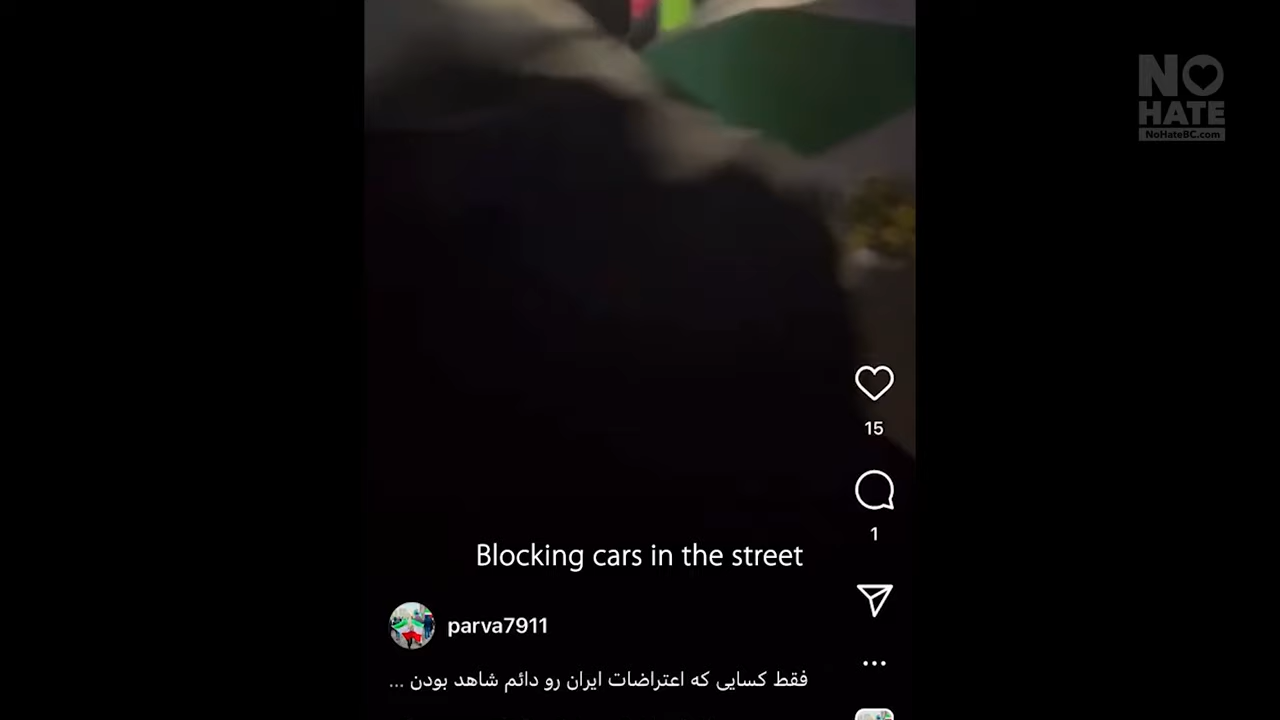 NO
HATE
NoHateBC.com
15
1
Blocking cars in the street
parva7911
فقط کسایی که اعتراضات ایران رو دائم شاهد بودن ...